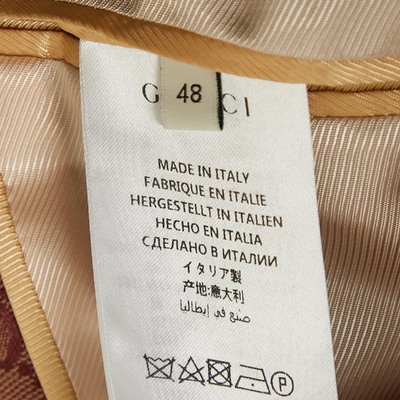 G CI
48
MADE IN ITALY
FABRIQUE EN ITALIE
HERGESTELLT IN ITALIEN
HECHO EN ITALIA
СДЕЛАНО В ИТАЛИИ
イタリア製
产地:意大利
صنع في إيطاليا
P